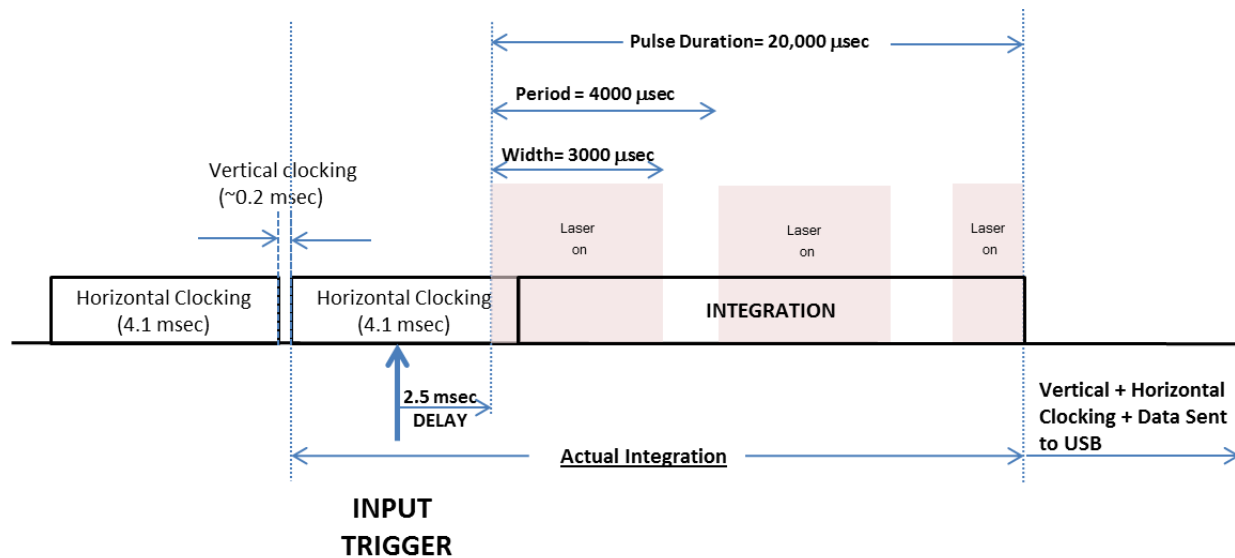 Pulse Duration= 20,000 µsec
Period = 4000 µsec
Width= 3000 µsec
Vertical clocking
(~0.2 msec)
Laser
on
Laser
on
Laser
on
Horizontal Clocking
(4.1 msec)
Horizontal Clocking
(4.1 msec)
INTEGRATION
2.5 msec
DELAY
Vertical + Horizontal
Clocking + Data Sent
to USB
Actual Integration
INPUT
TRIGGER